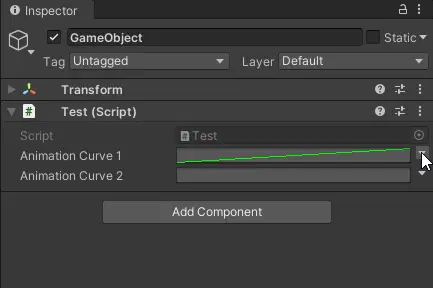 Inspector
GameObject
Static
Tag Untagged Layer Default
Transform
# Test (Script)
Script # Test
Animation Curve 1
Animation Curve 2
Add Component